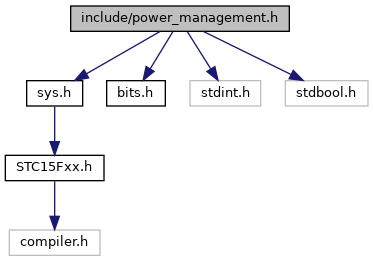 include/power_management.h
sys.h
bits.h
stdint.h
stdbool.h
STC15Fxx.h
compiler.h